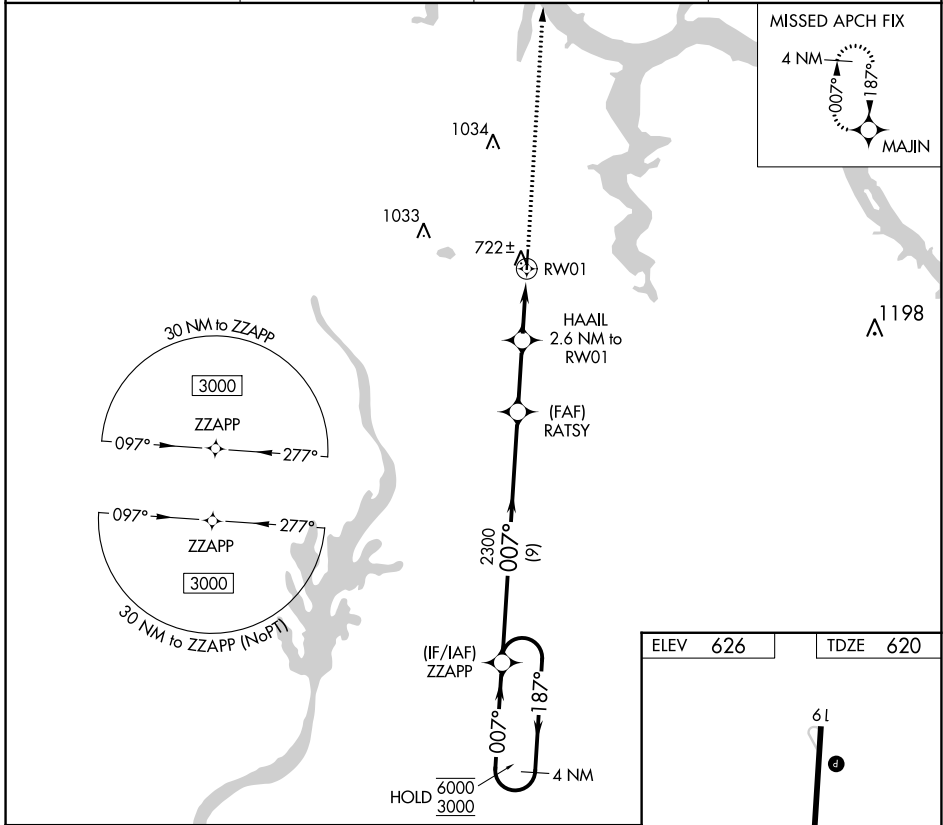 MISSED APCH FIX
4 NM
007°
187°
MAJIN
1034
1033
722±
RW01
HAAIL
2.6 NM to
RW01
1198
(FAF)
RATSY
30 NM to ZZAPP
3000
ZZAPP
097°
277°
097°
277°
ZZAPP
3000
30 NM to ZZAPP (NoPT)
2300
007°
(9)
(IF/IAF)
ZZAPP
007°
187°
4 NM
HOLD 6000
3000
ELEV 626
TDZE 620
19
P